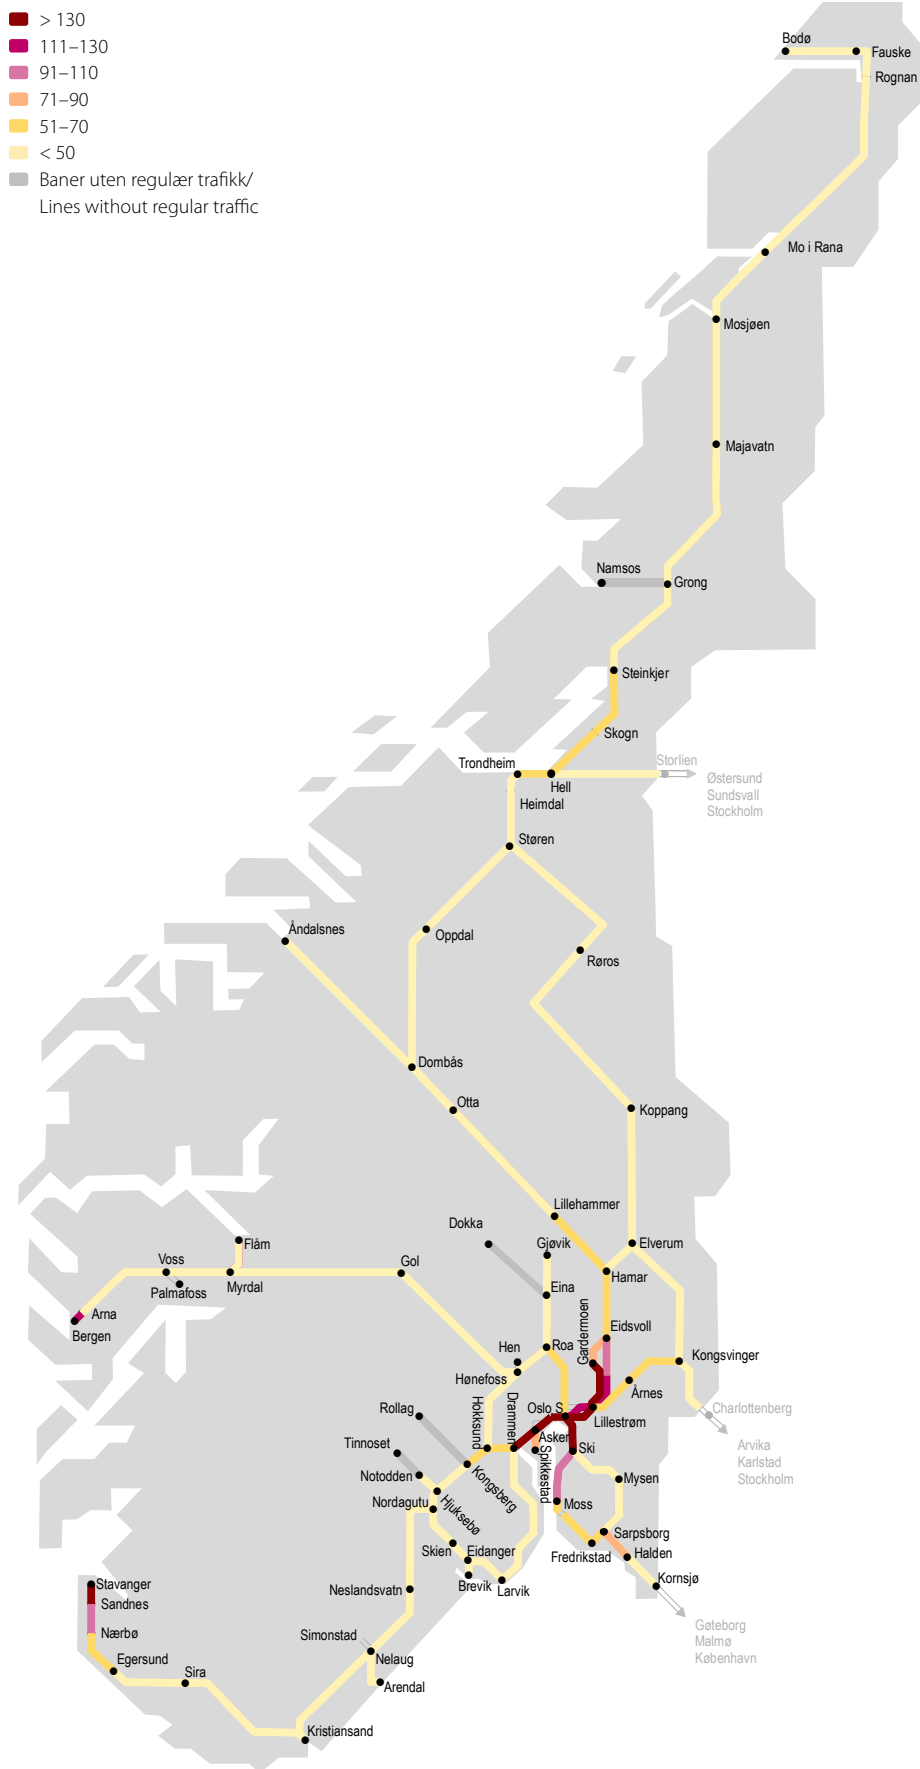 > 130
111–130
91–110
71–90
51–70
< 50
Baner uten regulær trafikk/
Lines without regular traffic
Bodø
Fauske
Rognan
Mo i Rana
Mosjøen
Majavatn
Namsos
Grong
Steinkjer
Skogn
Storlien
Trondheim
Hell
Østersund
Sundsvall
Stockholm
Heimdal
Støren
Åndalsnes
Oppdal
Røros
Dombås
Otta
Koppang
Lillehammer
Dokka
Gjøvik
Elverum
Flåm
Voss
Gol
Hamar
Palmafoss
Myrdal
Eina
Arna
Bergen
Gardermoen
Eidsvoll
Hen
Roa
Kongsvinger
Hønefoss
Årnes
Rollag
Hokksund
Drammen
Oslo S
Lillestrøm
Charlottenberg
Asker
Arvika
Karlstad
Stockholm
Tinnoset
Ski
Spikkestad
Notodden
Kongsberg
Mysen
Nordagutu
Hjuksebø
Moss
Sarpsborg
Skien
Eidanger
Fredrikstad
Halden
Stavanger
Neslandsvatn
Brevik
Larvik
Kornsjø
Sandnes
Gøteborg
Malmø
København
Nærbø
Simonstad
Egersund
Sira
Nelaug
Arendal
Kristiansand